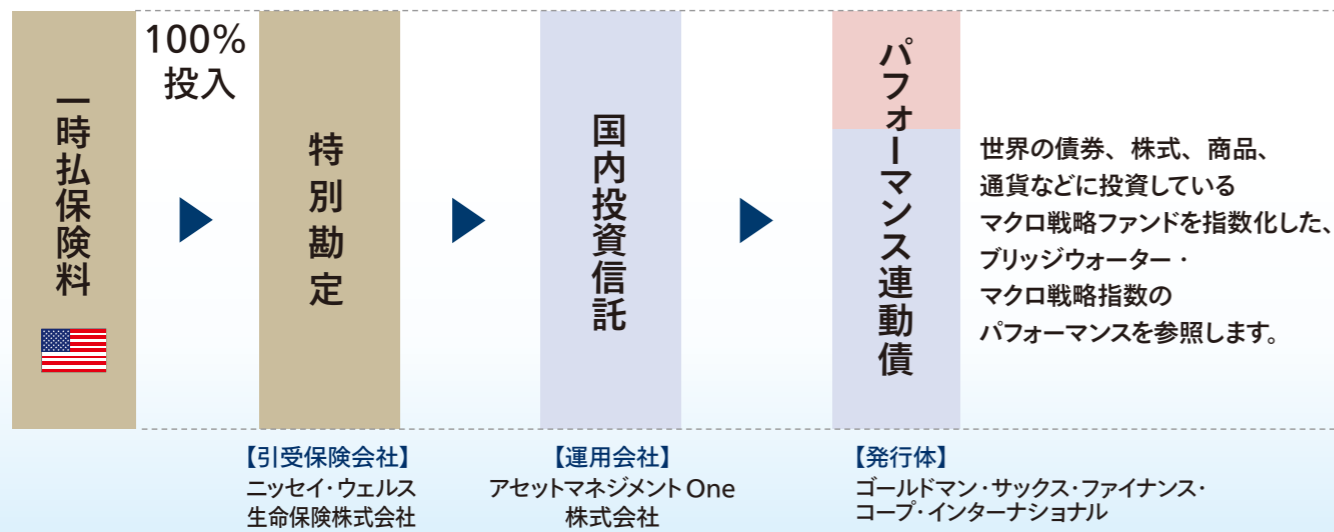 一時払保険料
100%
投入
特別勘定
国内投資信託
パフォーマンス連動債
世界の債券、株式、商品、
通貨などに投資している
マクロ戦略ファンドを指数化した、
ブリッジウォーター・
マクロ戦略指数の
パフォーマンスを参照します。
【引受保険会社】
ニッセイ・ウェルス
生命保険株式会社
【運用会社】
アセットマネジメントOne
株式会社
【発行体】
ゴールドマン・サックス・ファイナンス・
コープ・インターナショナル